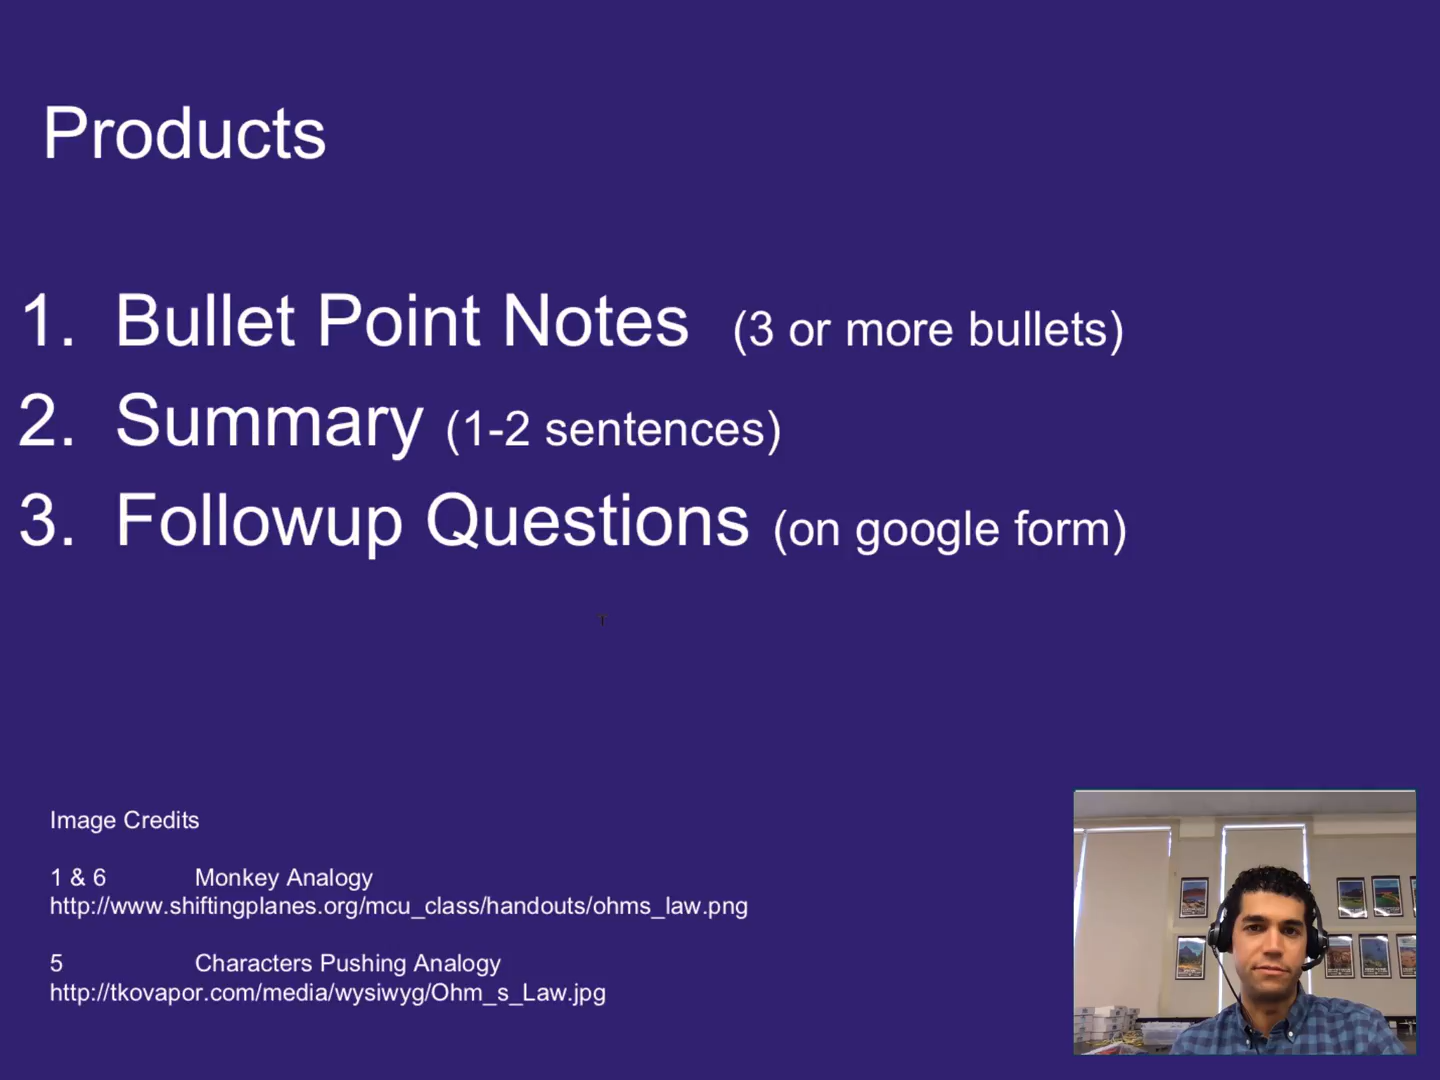 Products
1. Bullet Point Notes (3 or more bullets)
2. Summary (1-2 sentences)
3. Followup Questions (on google form)
Image Credits
1 & 6 Monkey Analogy
http://www.shiftingplanes.org/mcu_class/handouts/ohms_law.png
5 Characters Pushing Analogy
http://tkovapor.com/media/wysiwyg/Ohm_s_Law.jpg